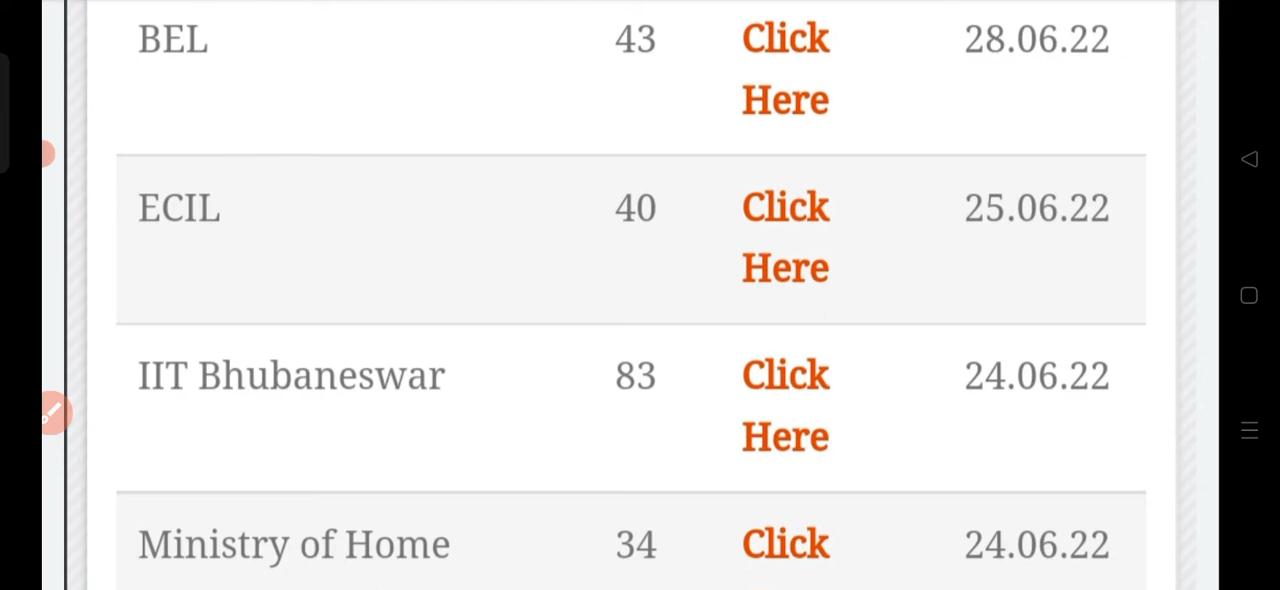 BEL 43 Click 28.06.22
Here
ECIL 40 Click 25.06.22
Here
IIT Bhubaneswar 83 Click 24.06.22
Here
Ministry of Home 34 Click 24.06.22